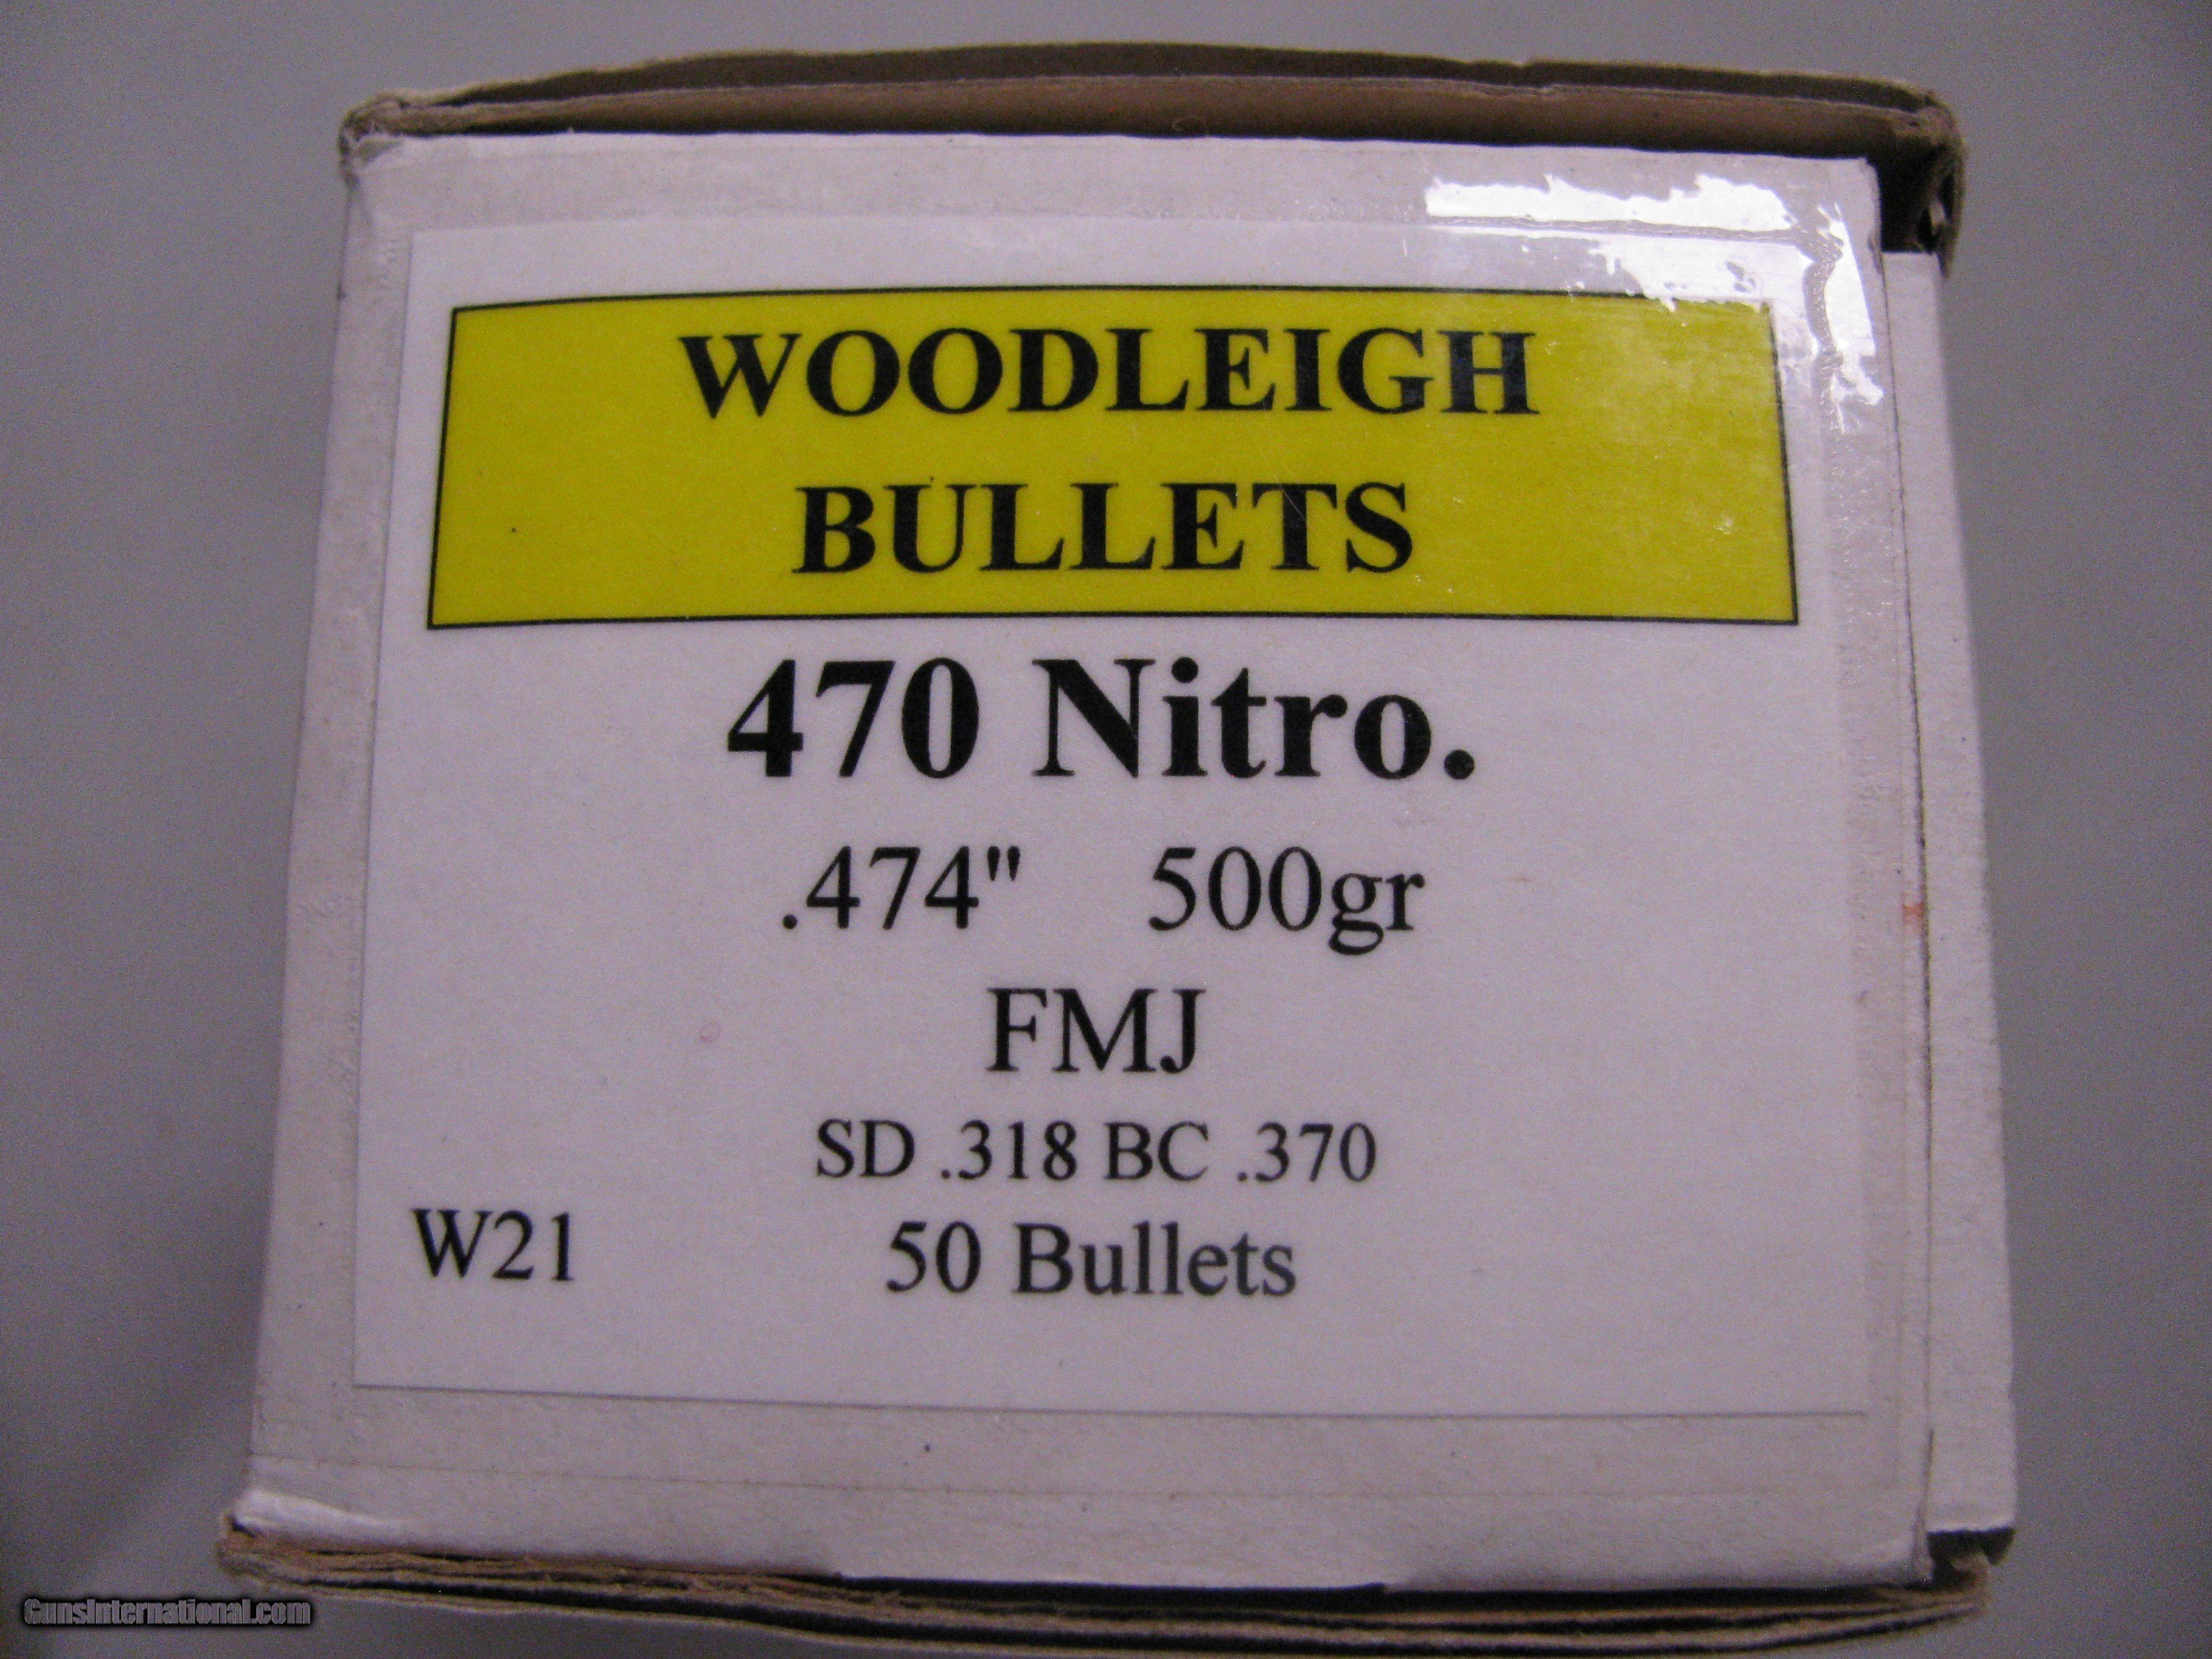 WOODLEIGH
BULLETS
470 Nitro.
.474" 500gr
FMJ
SD .318 BC .370
W21 50 Bullets
GunsInternational.com